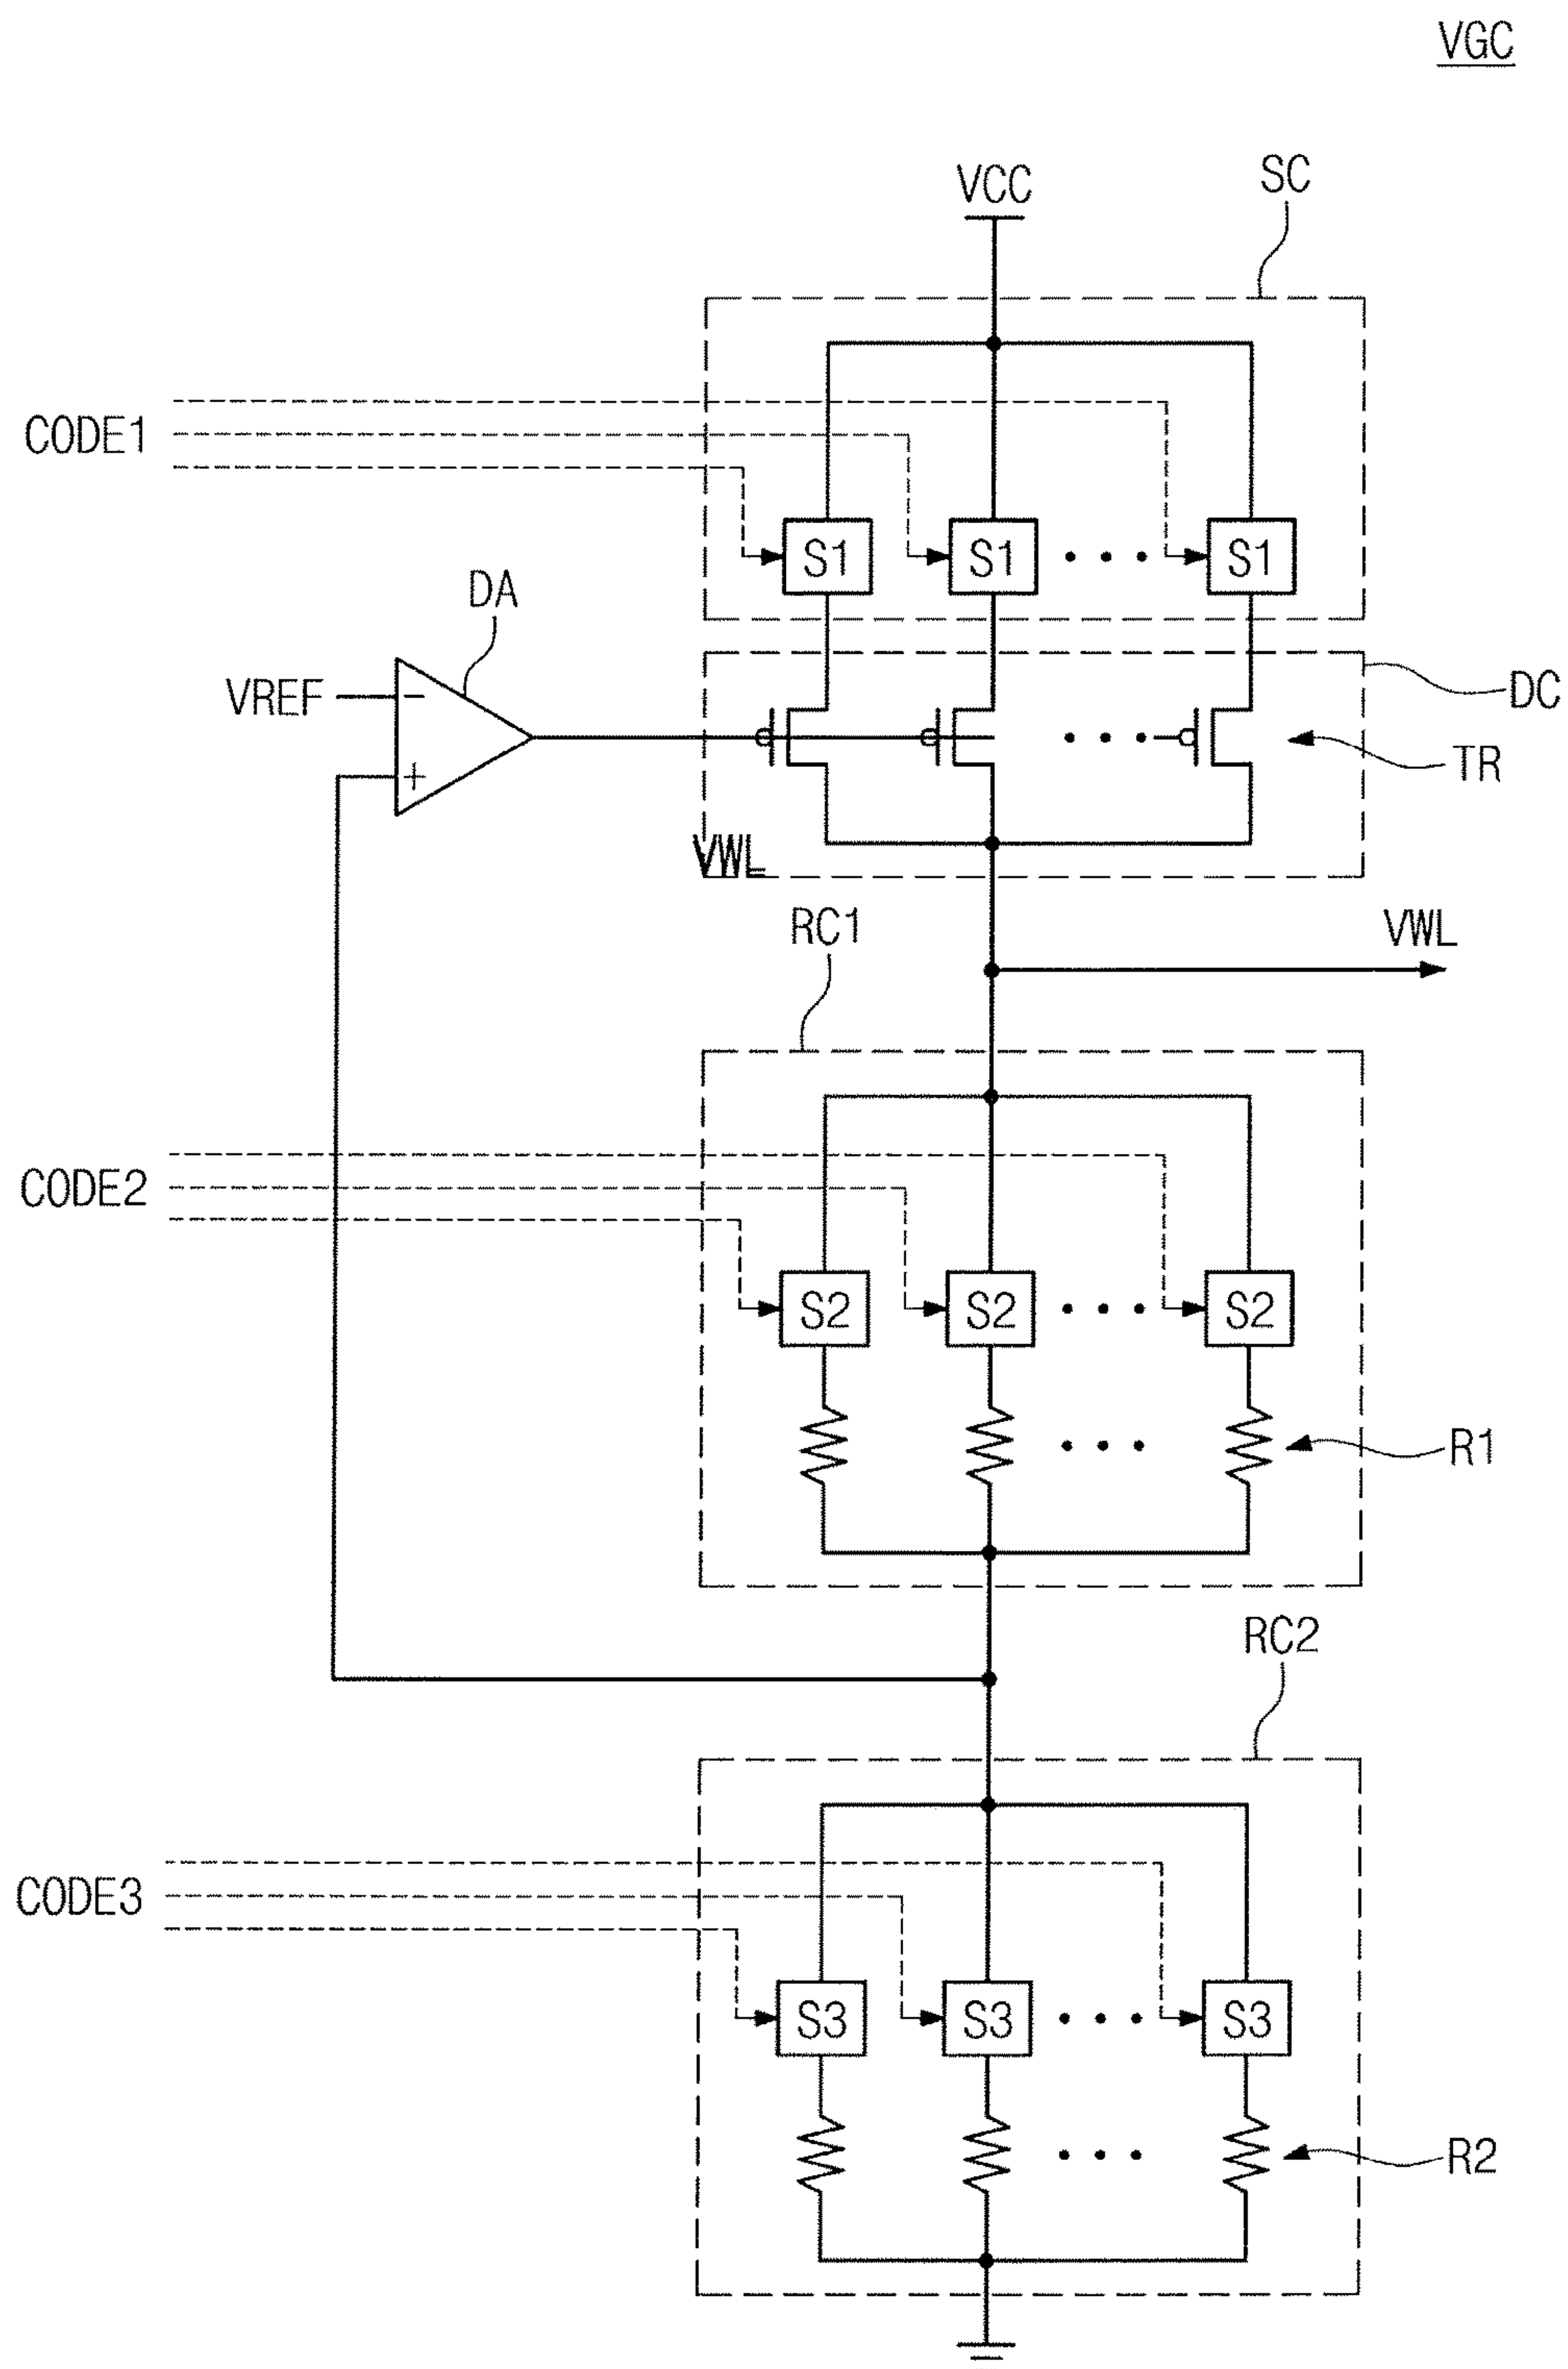 VGC
VCC
SC
CODE1
S1
S1
S1
DA
VREF
−
+
DC
TR
VWL
RC1
VWL
CODE2
S2
S2
S2
R1
RC2
CODE3
S3
S3
S3
R2